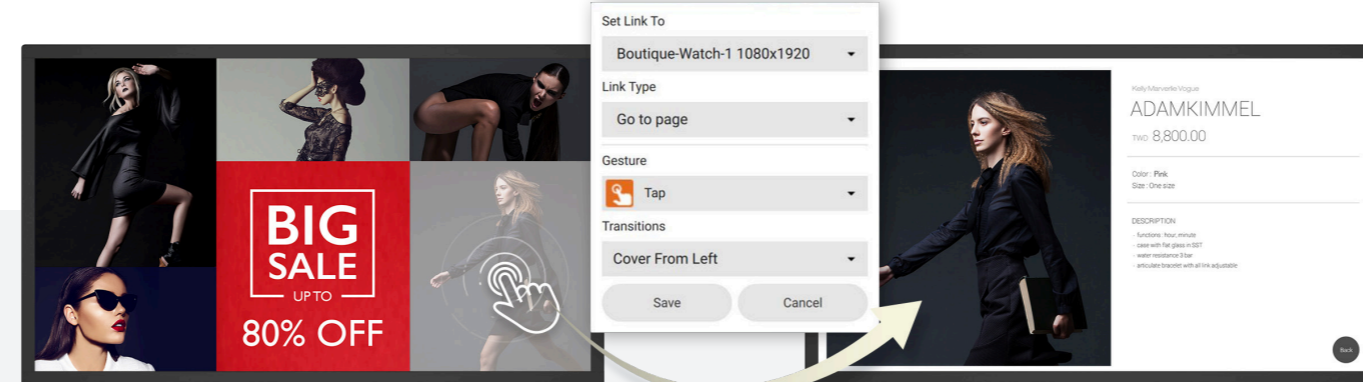 BIG
SALE
UP TO
80% OFF
Set Link To
Boutique-Watch-1 1080x1920
Link Type
Go to page
Gesture
Tap
Transitions
Cover From Left
Save
Cancel
Kelly Marverlie Vogue
ADAMKIMMEL
TWD 8,800.00
Color : Pink
Size : One size
DESCRIPTION
- functions : hour, minute
- case with flat glass in SST
- water resistance 3 bar
- articulate bracelet with all link adjustable
Back